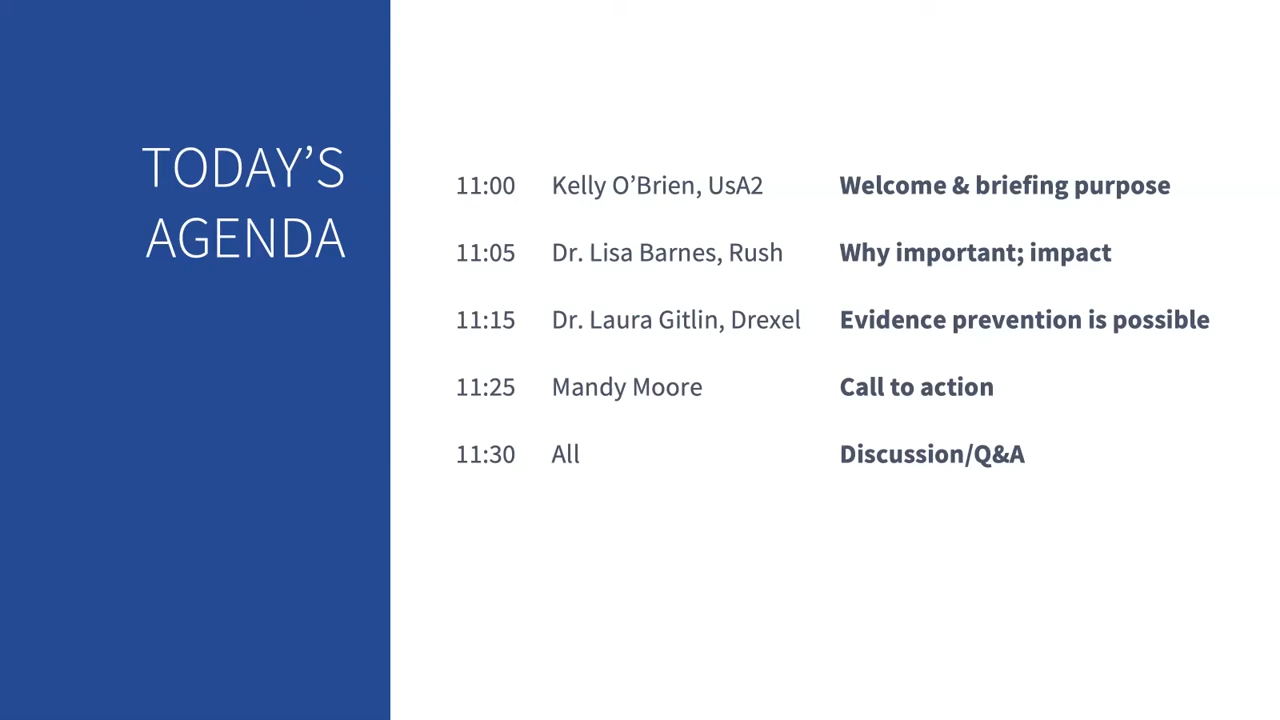 TODAY’S
AGENDA
11:00 Kelly O’Brien, UsA2 Welcome & briefing purpose
11:05 Dr. Lisa Barnes, Rush Why important; impact
11:15 Dr. Laura Gitlin, Drexel Evidence prevention is possible
11:25 Mandy Moore Call to action
11:30 All Discussion/Q&A